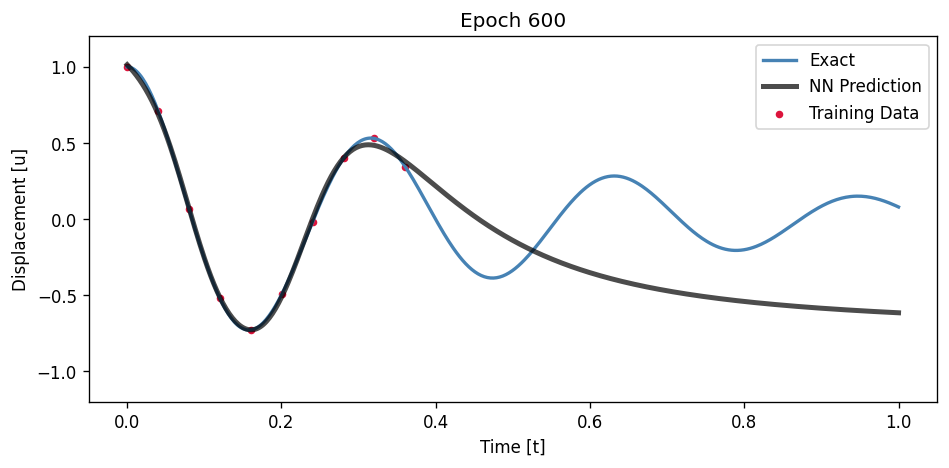 Epoch 600
Exact
NN Prediction
Training Data
Displacement [u]
1.0
0.5
0.0
−0.5
−1.0
0.0 0.2 0.4 0.6 0.8 1.0
Time [t]